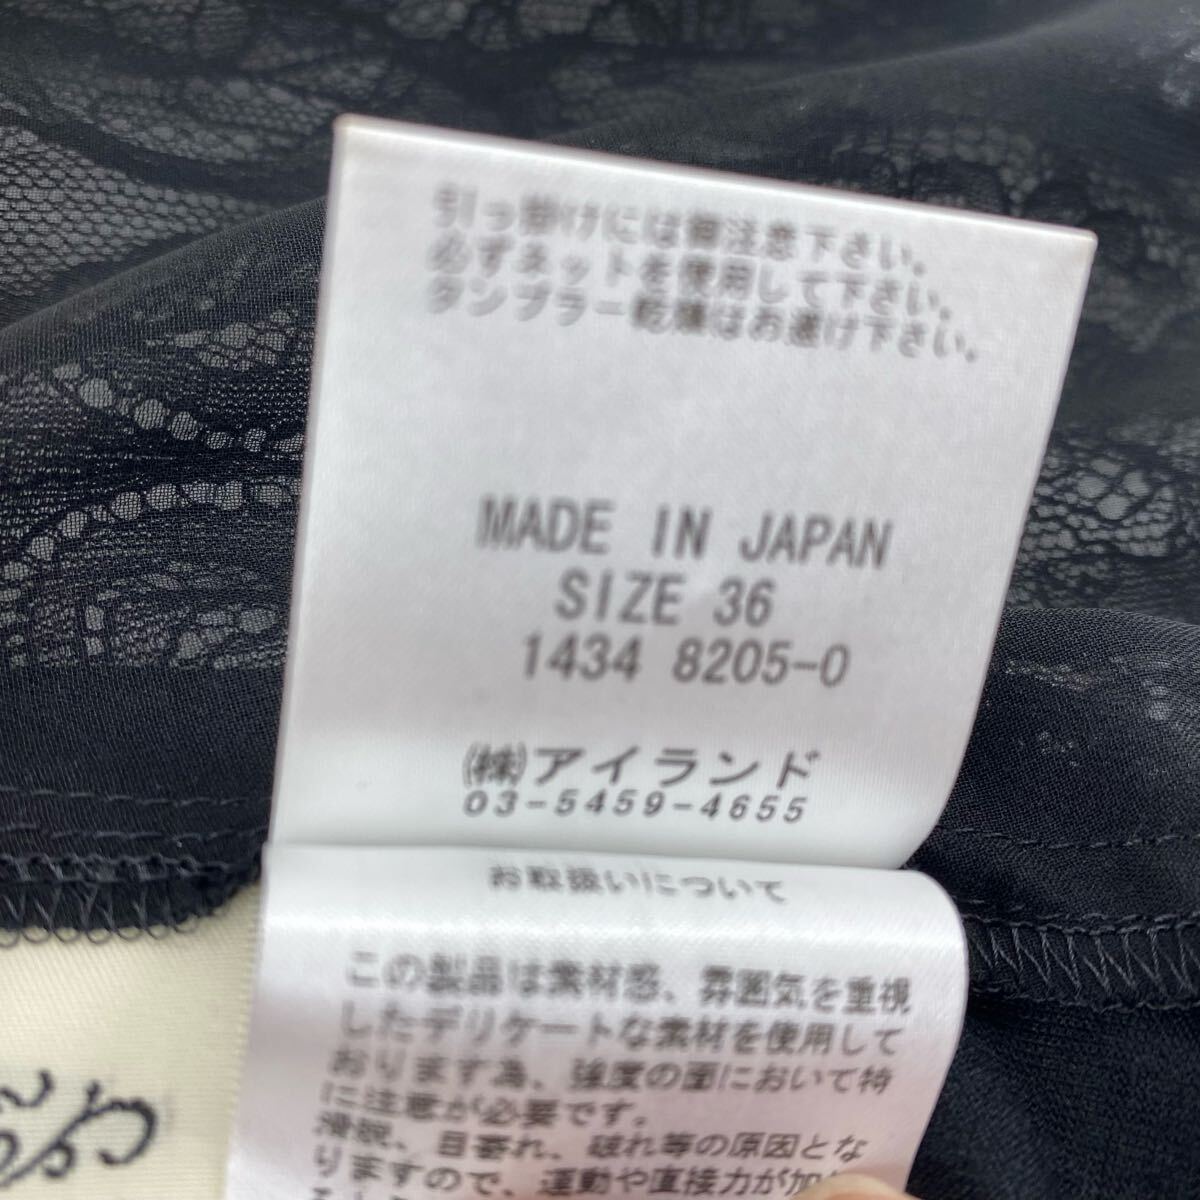 引っ掛けには御注意下さい。
必ずネットを使用して下さい。
タンブラー乾燥はお避け下さい。
MADE IN JAPAN
SIZE 36
1434 8205-0
㈱アイランド
03-5459-4655
お取扱いについて
この製品は素材感、雰囲気を重視
したデリケートな素材を使用して
おります為、強度の面において特
に注意が必要です。
滑脱、目寄れ、破れ等の原因とな
りますので、運動や直接力が加